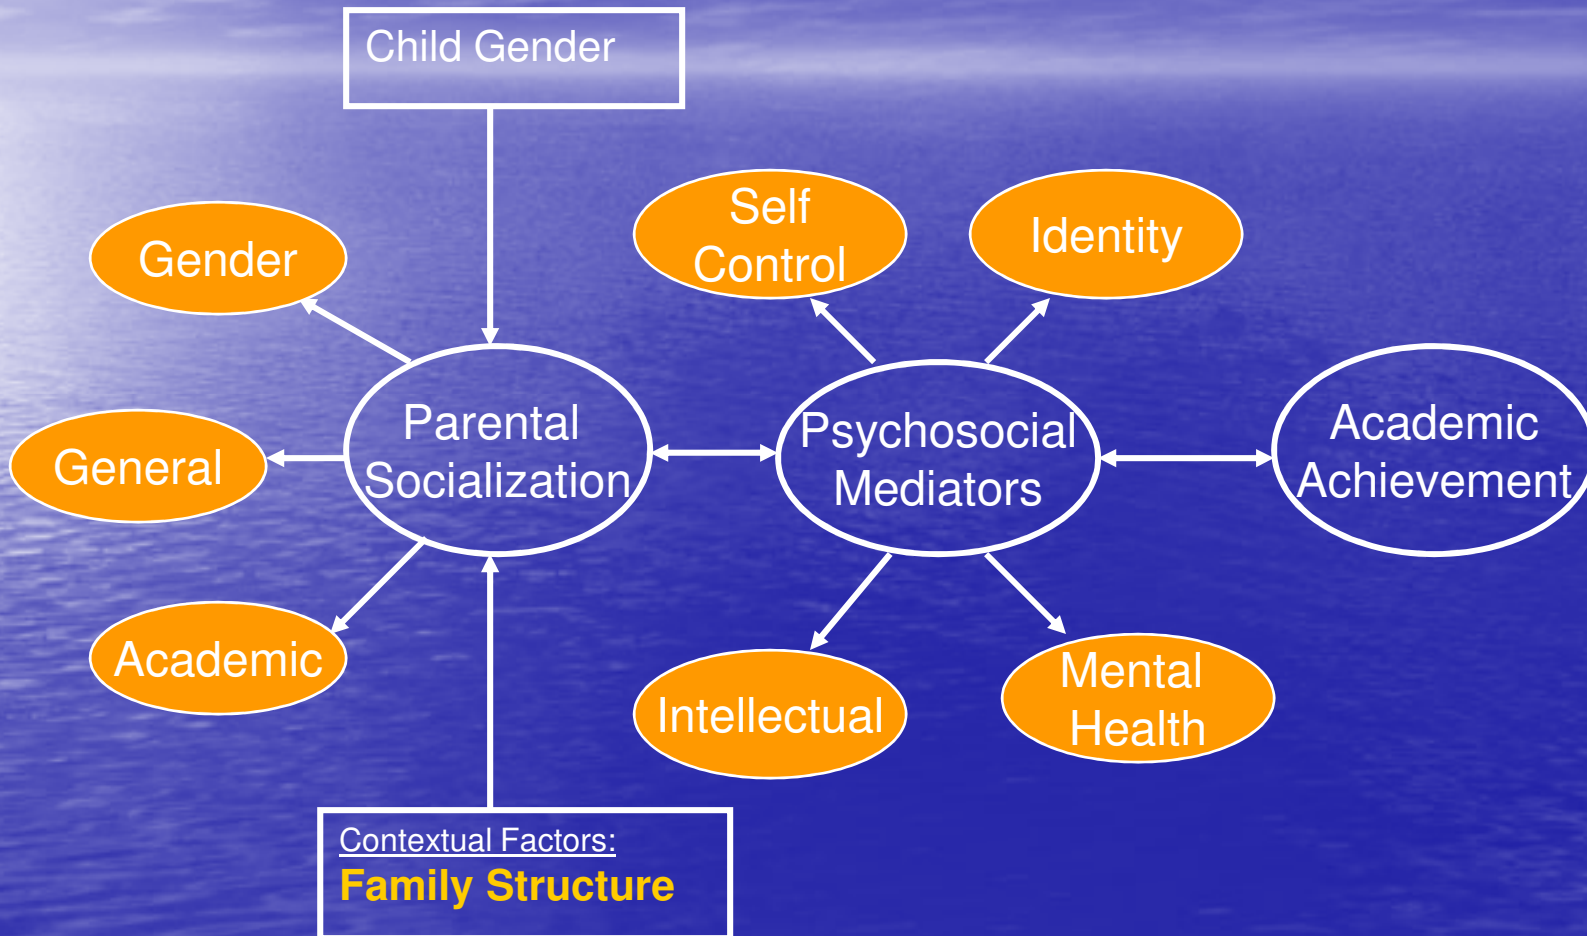 Child Gender
Gender
Self
Control
Identity
General
Parental
Socialization
Psychosocial
Mediators
Academic
Achievement
Academic
Intellectual
Mental
Health
Contextual Factors:
Family Structure